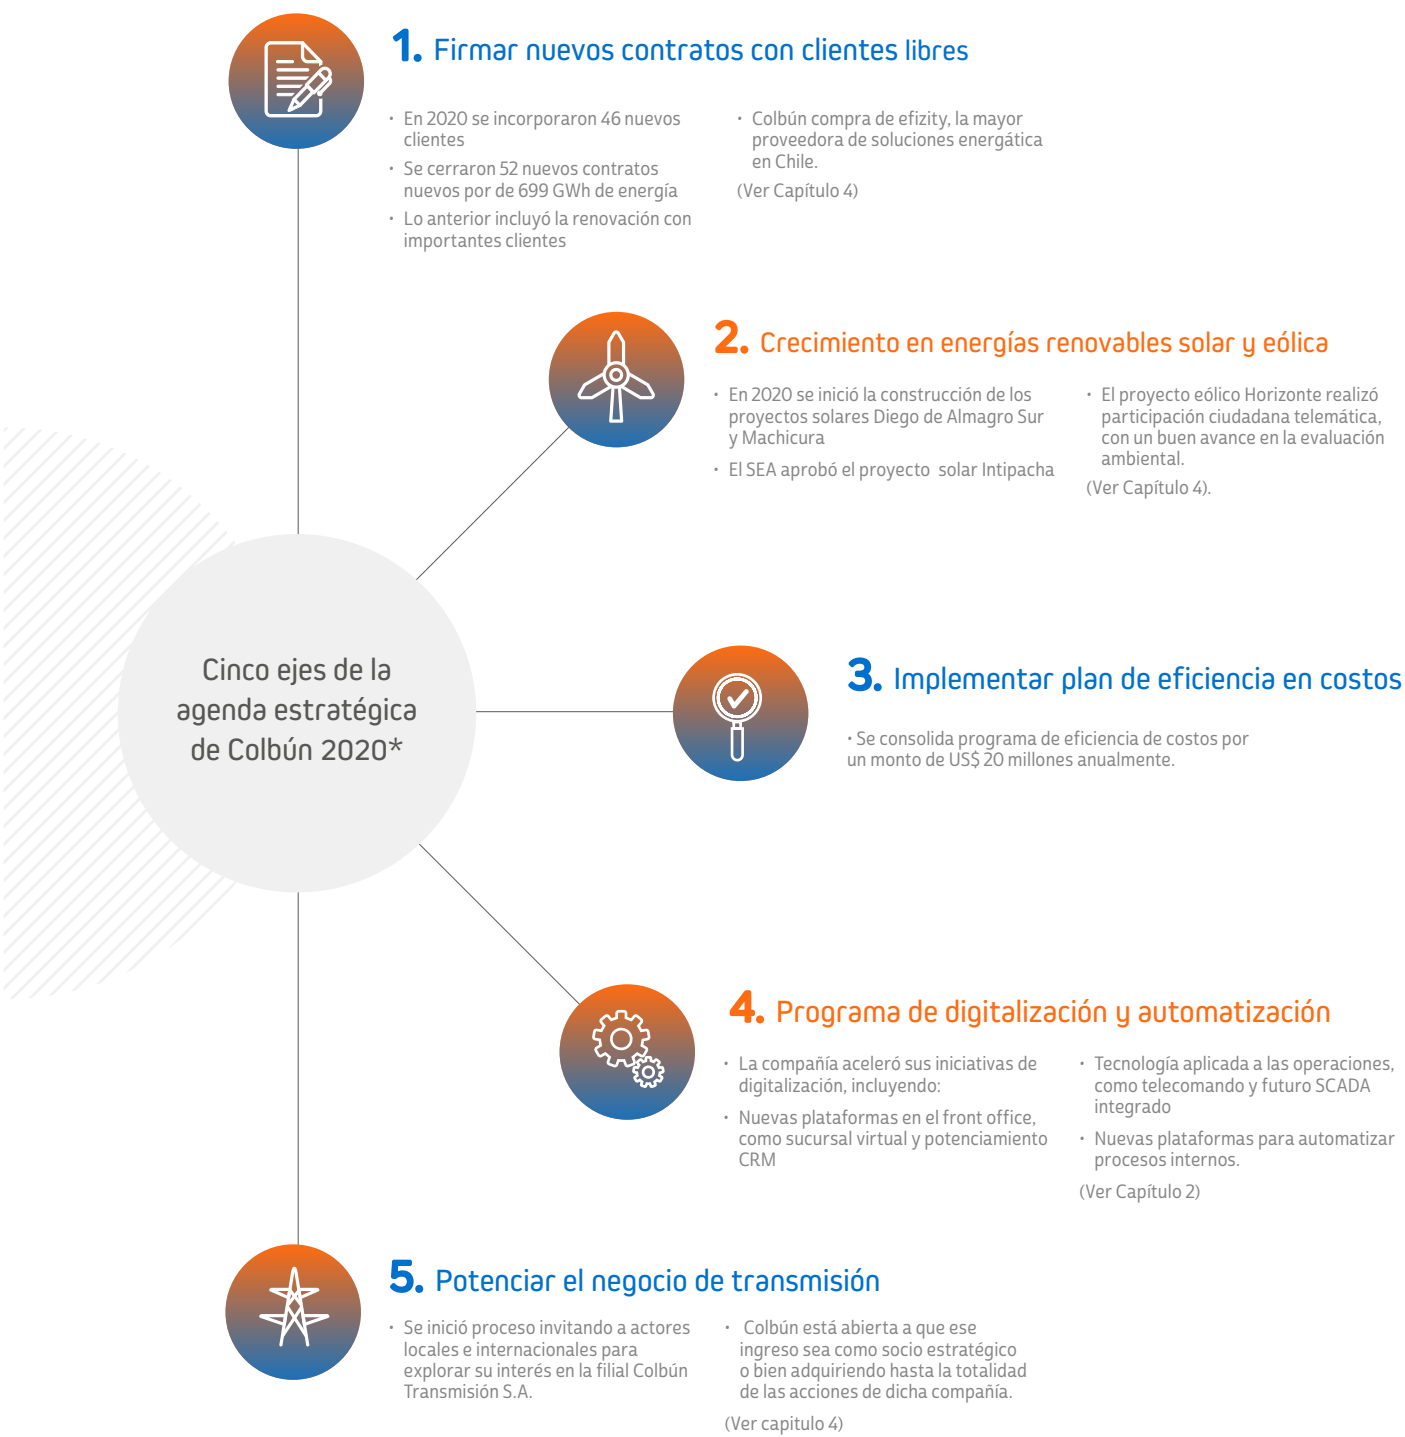 1. Firmar nuevos contratos con clientes libres
· En 2020 se incorporaron 46 nuevos
clientes
· Se cerraron 52 nuevos contratos
nuevos por de 699 GWh de energía
· Lo anterior incluyó la renovación con
importantes clientes
· Colbún compra de efizity, la mayor
proveedora de soluciones energática
en Chile.
(Ver Capítulo 4)
2. Crecimiento en energías renovables solar y eólica
· En 2020 se inició la construcción de los
proyectos solares Diego de Almagro Sur
y Machicura
· El SEA aprobó el proyecto solar Intipacha
· El proyecto eólico Horizonte realizó
participación ciudadana telemática,
con un buen avance en la evaluación
ambiental.
(Ver Capítulo 4).
Cinco ejes de la
agenda estratégica
de Colbún 2020*
3. Implementar plan de eficiencia en costos
· Se consolida programa de eficiencia de costos por
un monto de US$ 20 millones anualmente.
4. Programa de digitalización y automatización
· La compañía aceleró sus iniciativas de
digitalización, incluyendo:
· Nuevas plataformas en el front office,
como sucursal virtual y potenciamiento
CRM
· Tecnología aplicada a las operaciones,
como telecomando y futuro SCADA
integrado
· Nuevas plataformas para automatizar
procesos internos.
(Ver Capítulo 2)
5. Potenciar el negocio de transmisión
· Se inició proceso invitando a actores
locales e internacionales para
explorar su interés en la filial Colbún
Transmisión S.A.
· Colbún está abierta a que ese
ingreso sea como socio estratégico
o bien adquiriendo hasta la totalidad
de las acciones de dicha compañía.
(Ver capitulo 4)